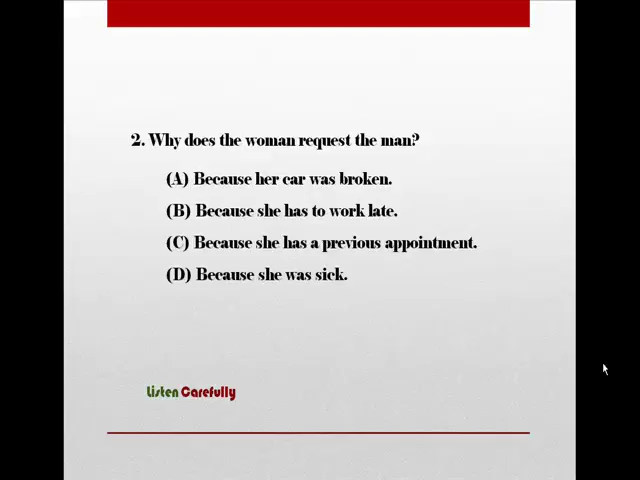 2. Why does the woman request the man?
(A) Because her car was broken.
(B) Because she has to work late.
(C) Because she has a previous appointment.
(D) Because she was sick.
Listen Carefully